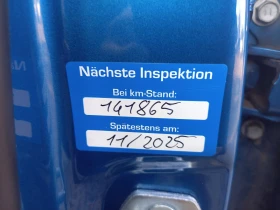 Nächste Inspektion
Bei km-Stand:
141865
Spätestens am:
11/2025